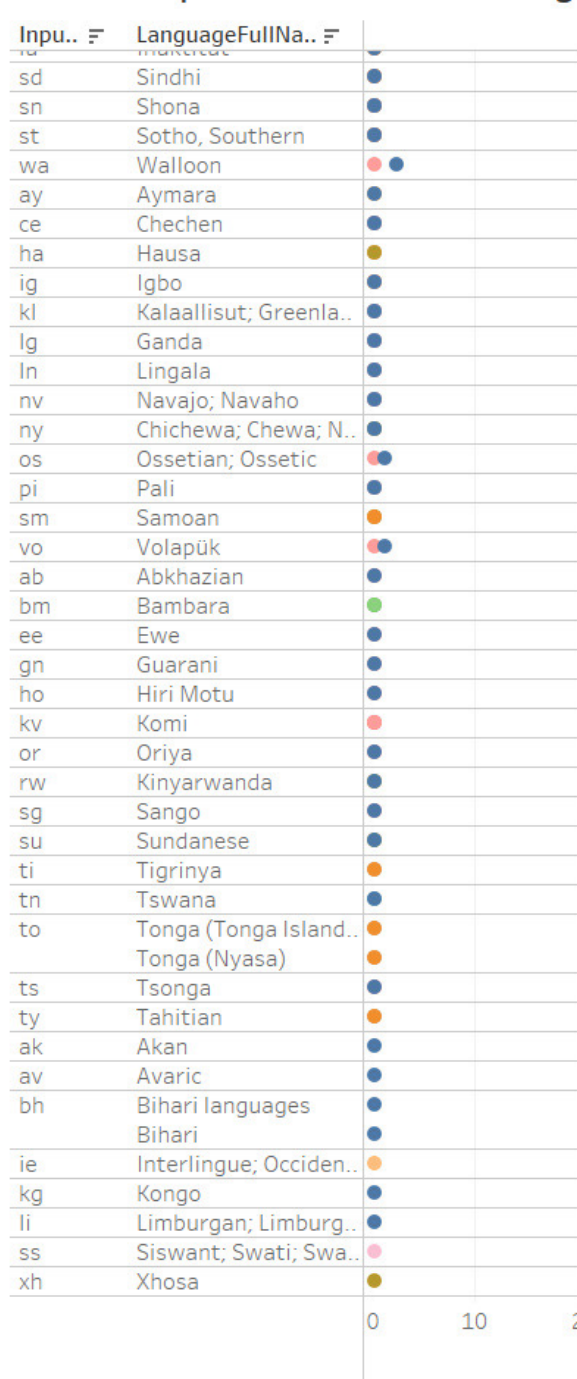 Inpu.. LanguageFullNa..
sd Sindhi
sn Shona
st Sotho, Southern
wa Walloon
ay Aymara
ce Chechen
ha Hausa
ig Igbo
kl Kalaallisut; Greenla..
lg Ganda
ln Lingala
nv Navajo; Navaho
ny Chichewa; Chewa; N..
os Ossetian; Ossetic
pi Pali
sm Samoan
vo Volapük
ab Abkhazian
bm Bambara
ee Ewe
gn Guarani
ho Hiri Motu
kv Komi
or Oriya
rw Kinyarwanda
sg Sango
su Sundanese
ti Tigrinya
tn Tswana
to Tonga (Tonga Island..
Tonga (Nyasa)
ts Tsonga
ty Tahitian
ak Akan
av Avaric
bh Bihari languages
Bihari
ie Interlingue; Occiden..
kg Kongo
li Limburgan; Limburg..
ss Siswant; Swati; Swa..
xh Xhosa
0 10